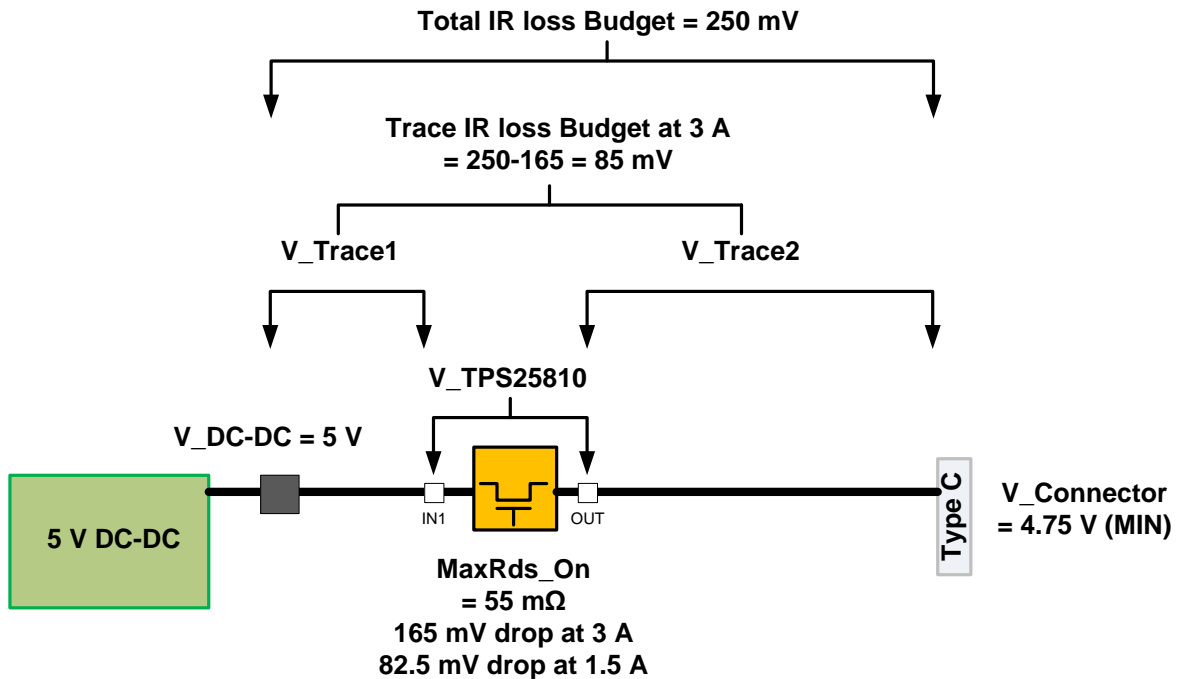 Total IR loss Budget = 250 mV
Trace IR loss Budget at 3 A
= 250-165 = 85 mV
V_Trace1
V_Trace2
V_TPS25810
V_DC-DC = 5 V
5 V DC-DC
IN1
OUT
Type C
V_Connector
= 4.75 V (MIN)
MaxRds_On
= 55 mΩ
165 mV drop at 3 A
82.5 mV drop at 1.5 A